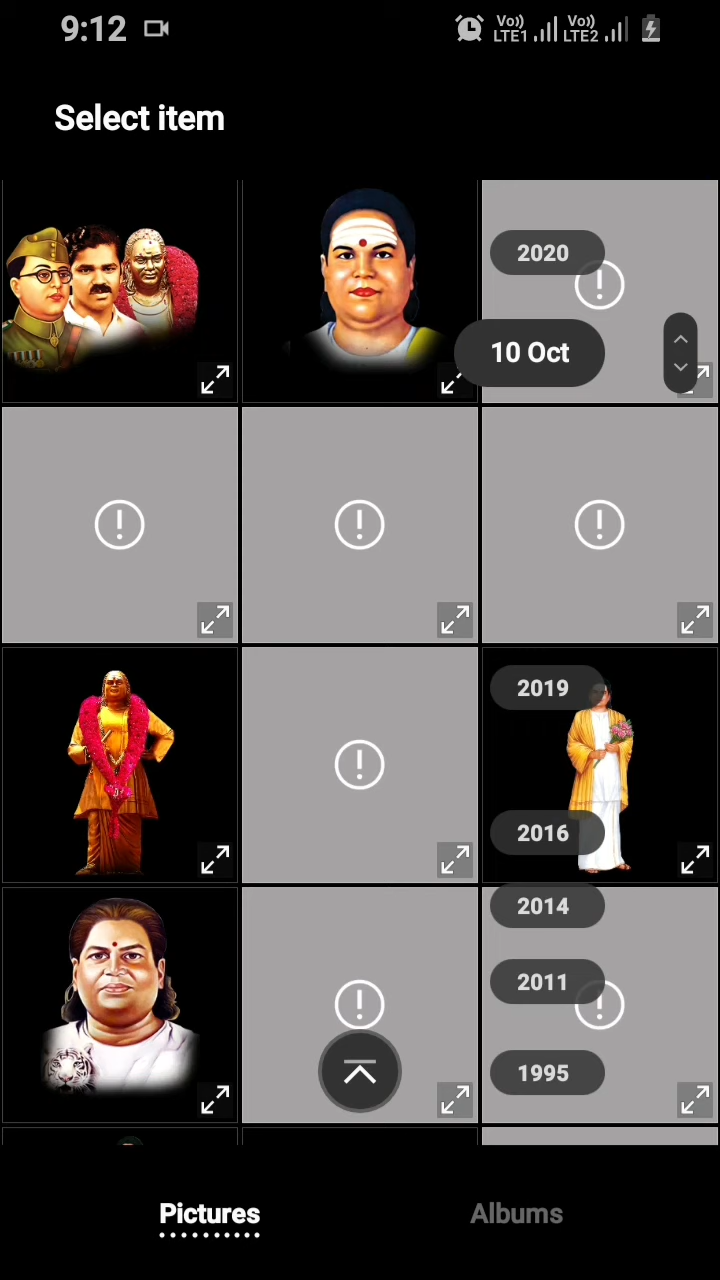 9:12
Vo)) LTE1 Vo)) LTE2
Select item
2020
10 Oct
2019
2016
2014
2011
1995
Pictures
Albums